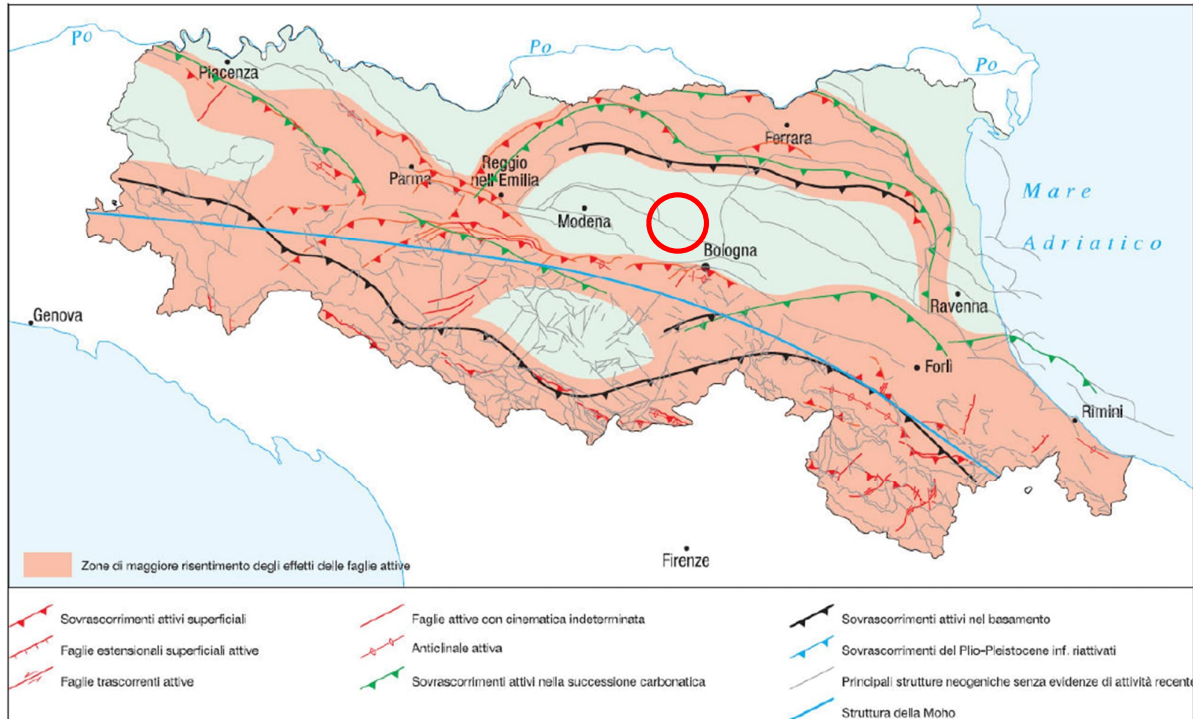 Po
Po
Po
Piacenza
Ferrara
Parma
Reggio
nell'Emilia
Modena
Bologna
Mare
Adriatico
Ravenna
Genova
Forlì
Rimini
Firenze
Zone di maggiore risentimento degli effetti delle faglie attive
Sovrascorrimenti attivi superficiali
Faglie estensionali superficiali attive
Faglie trascorrenti attive
Faglie attive con cinematica indeterminata
Anticlinale attiva
Sovrascorrimenti attivi nella successione carbonatica
Sovrascorrimenti attivi nel basamento
Sovrascorrimenti del Plio-Pleistocene inf. riattivati
Principali strutture neogeniche senza evidenze di attività recente
Struttura della Moho